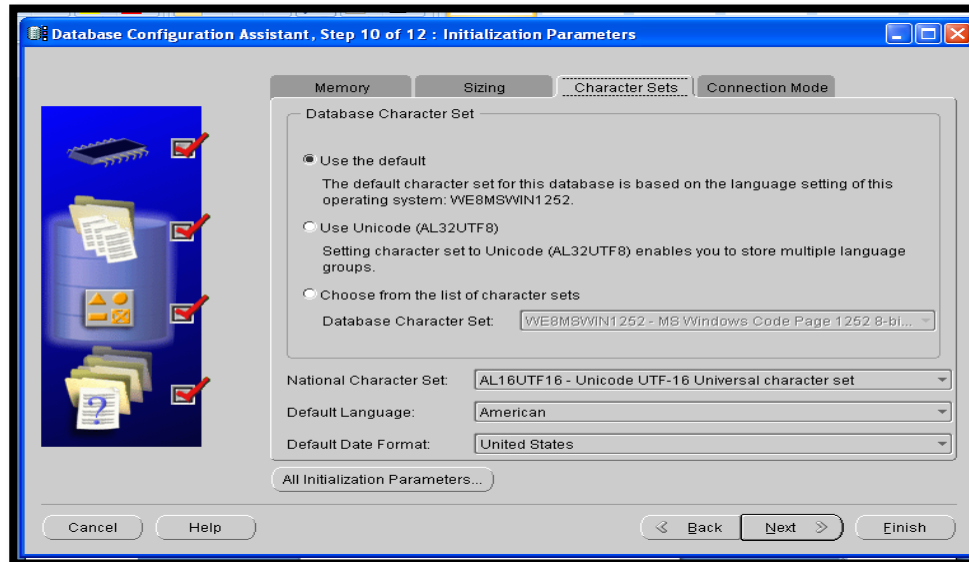 Database Configuration Assistant, Step 10 of 12 : Initialization Parameters
Memory Sizing Character Sets Connection Mode
Database Character Set
Use the default
The default character set for this database is based on the language setting of this
operating system: WE8MSWIN1252.
Use Unicode (AL32UTF8)
Setting character set to Unicode (AL32UTF8) enables you to store multiple language
groups.
Choose from the list of character sets
Database Character Set: WE8MSWIN1252 - MS Windows Code Page 1252 8-bi...
National Character Set: AL16UTF16 - Unicode UTF-16 Universal character set
Default Language: American
Default Date Format: United States
All Initialization Parameters...
Cancel Help Back Next Finish